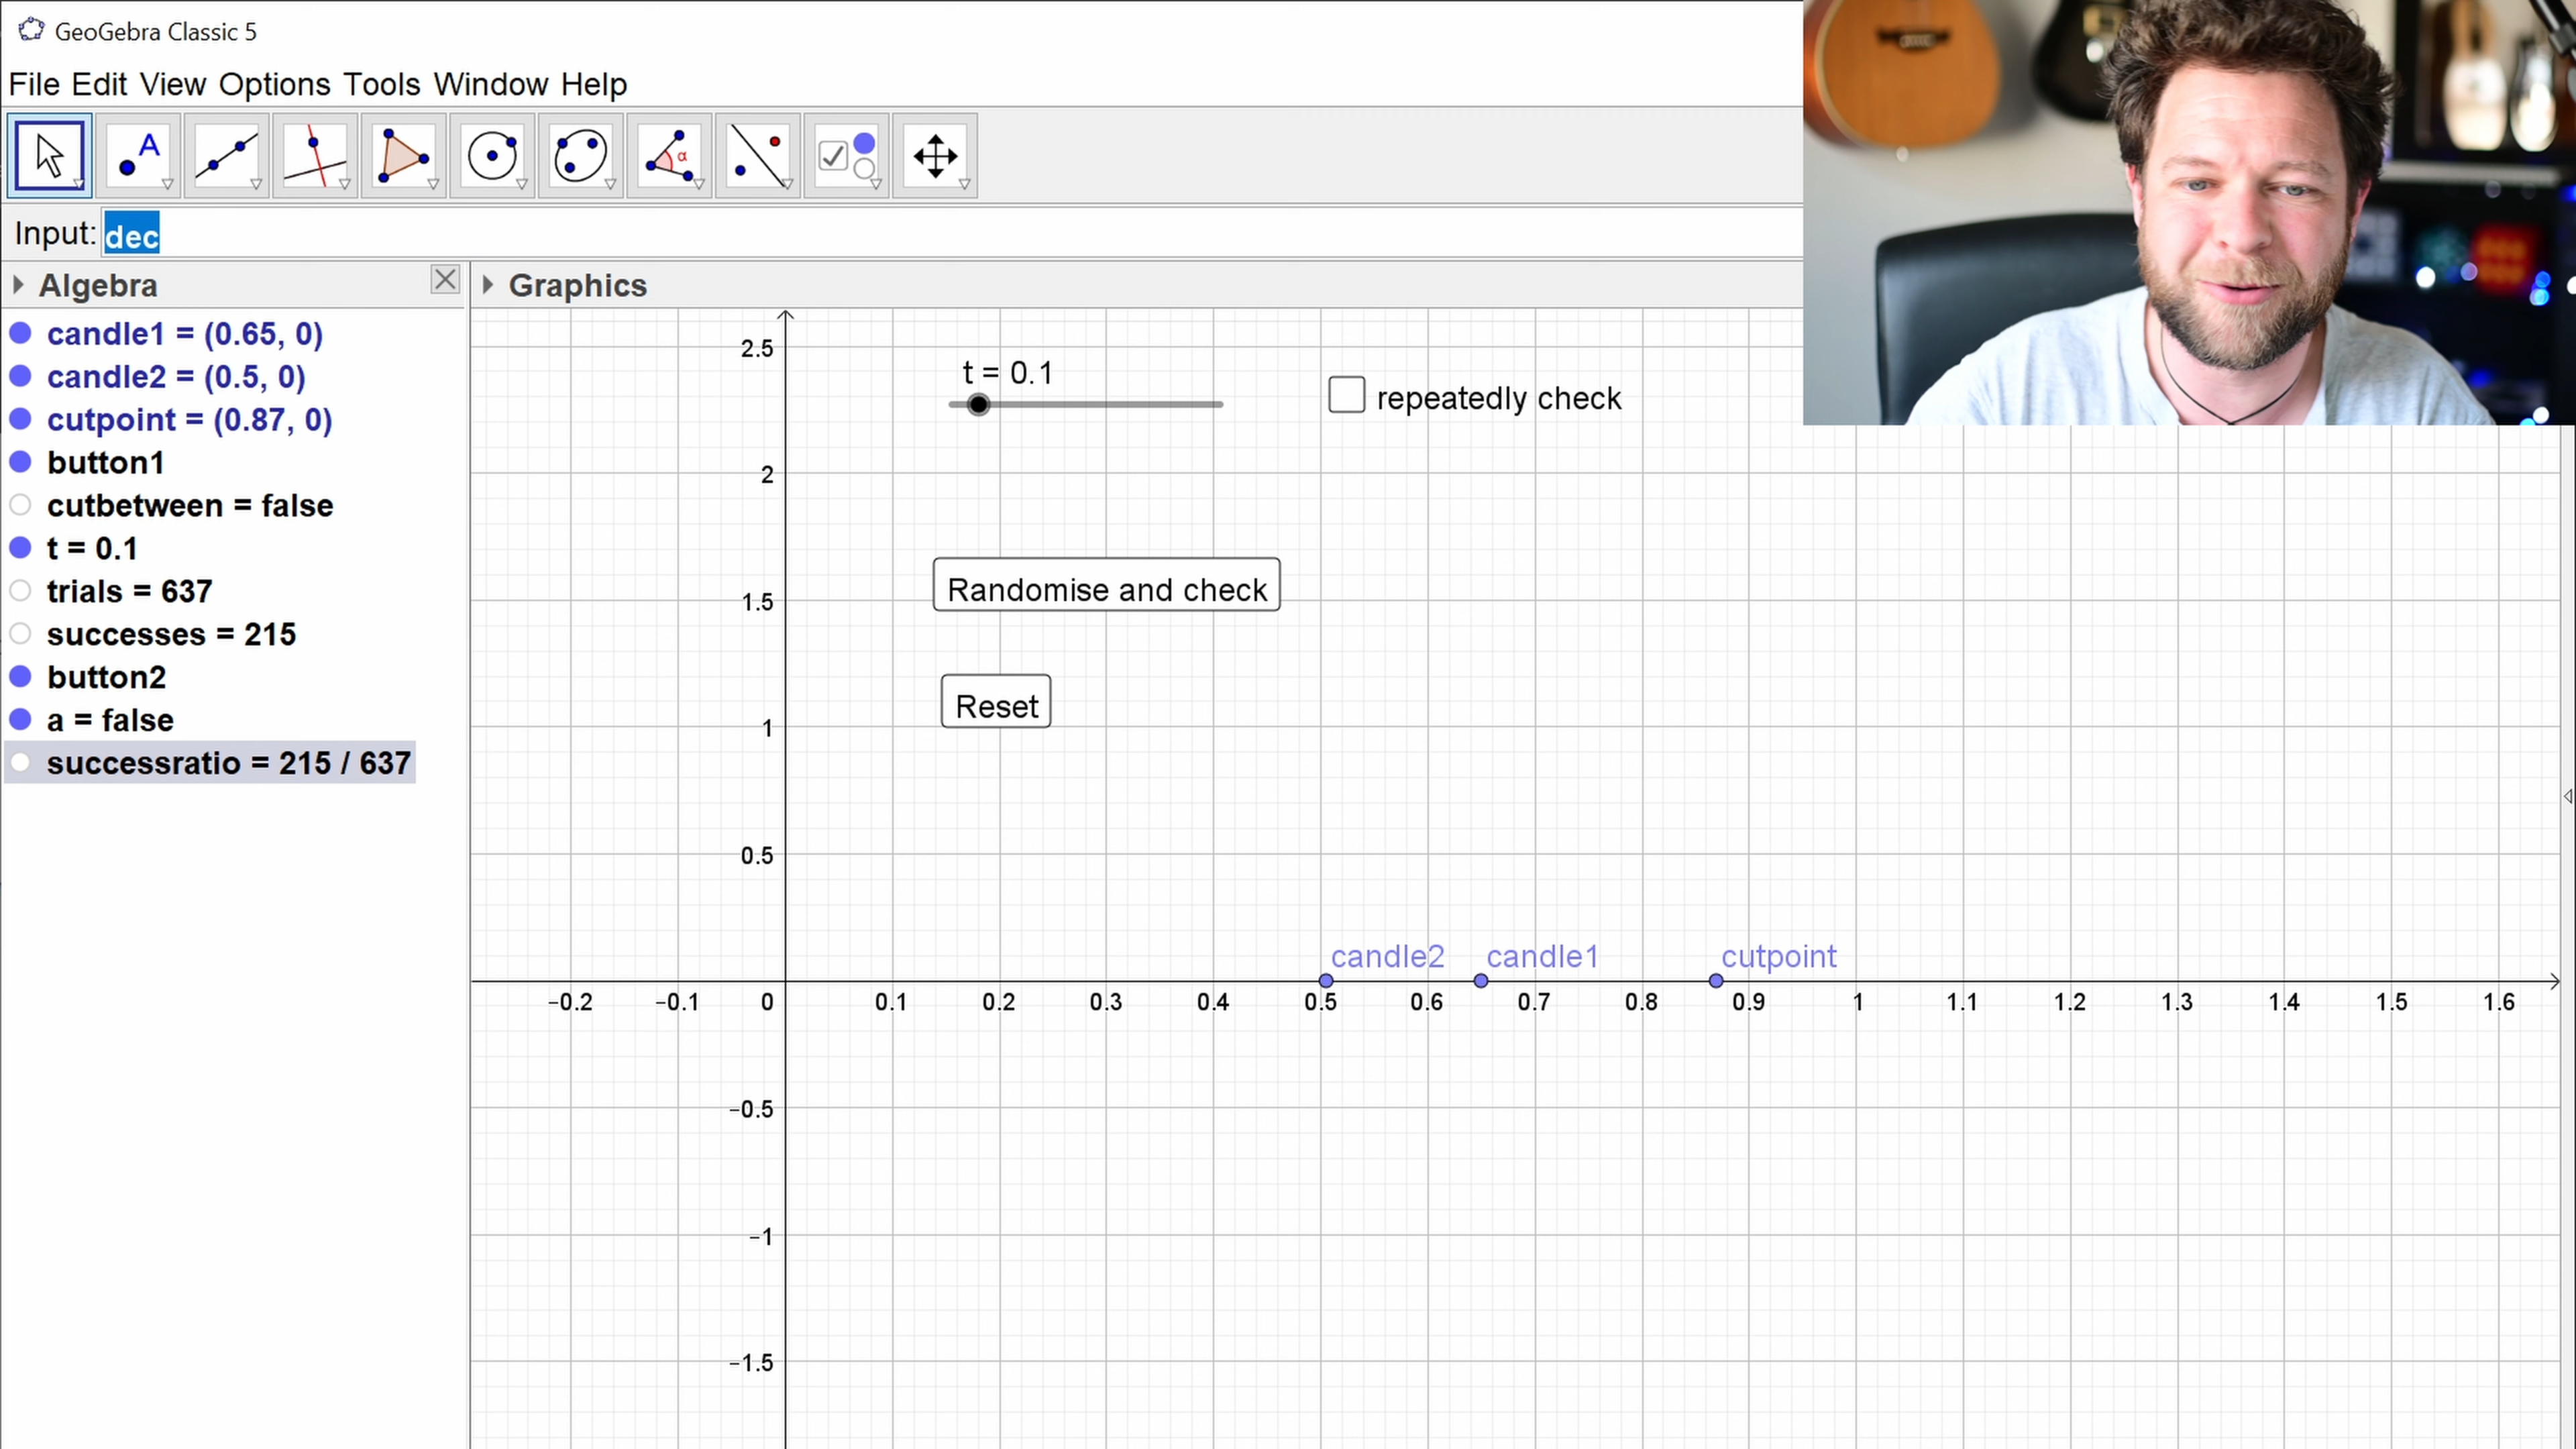 GeoGebra Classic 5
File Edit View Options Tools Window Help
A
α
Input: dec
Algebra
Graphics
candle1 = (0.65, 0)
candle2 = (0.5, 0)
cutpoint = (0.87, 0)
button1
cutbetween = false
t = 0.1
trials = 637
successes = 215
button2
a = false
successratio = 215 / 637
t = 0.1
repeatedly check
Randomise and check
Reset
2.5
2
1.5
1
0.5
candle2 candle1 cutpoint
−0.2 −0.1 0 0.1 0.2 0.3 0.4 0.5 0.6 0.7 0.8 0.9 1 1.1 1.2 1.3 1.4 1.5 1.6
−0.5
−1
−1.5